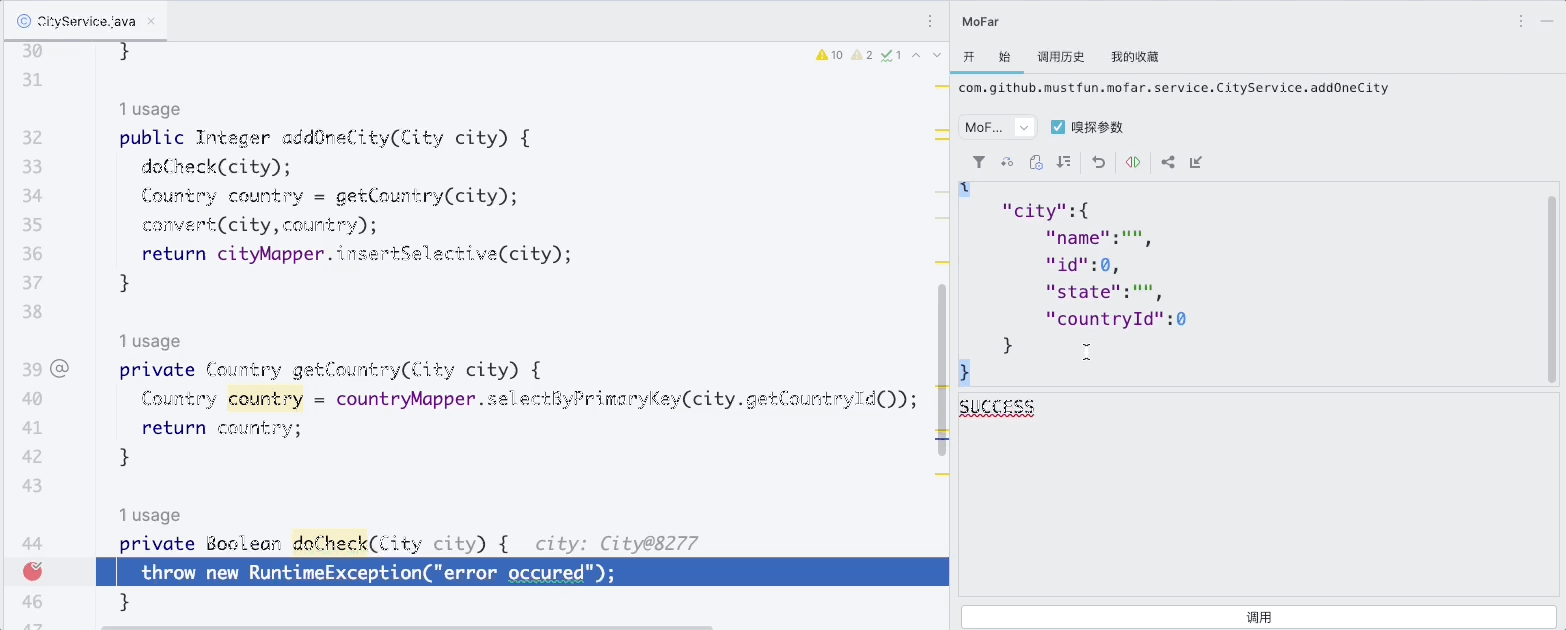 CityService.java
30 }
31
1 usage
32 public Integer addOneCity(City city) {
33 doCheck(city);
34 Country country = getCountry(city);
35 convert(city,country);
36 return cityMapper.insertSelective(city);
37 }
38
1 usage
39 private Country getCountry(City city) {
40 Country country = countryMapper.selectByPrimaryKey(city.getCountryId());
41 return country;
42 }
43
1 usage
44 private Boolean doCheck(City city) { city: City@8277
throw new RuntimeException("error occured");
46 }
47
10 2 1
MoFar
开 始 调用历史 我的收藏
com.github.mustfun.mofar.service.CityService.addOneCity
MoF... 嗅探参数
{
"city":{
"name":"",
"id":0,
"state":"",
"countryId":0
}
}
SUCCESS
调用